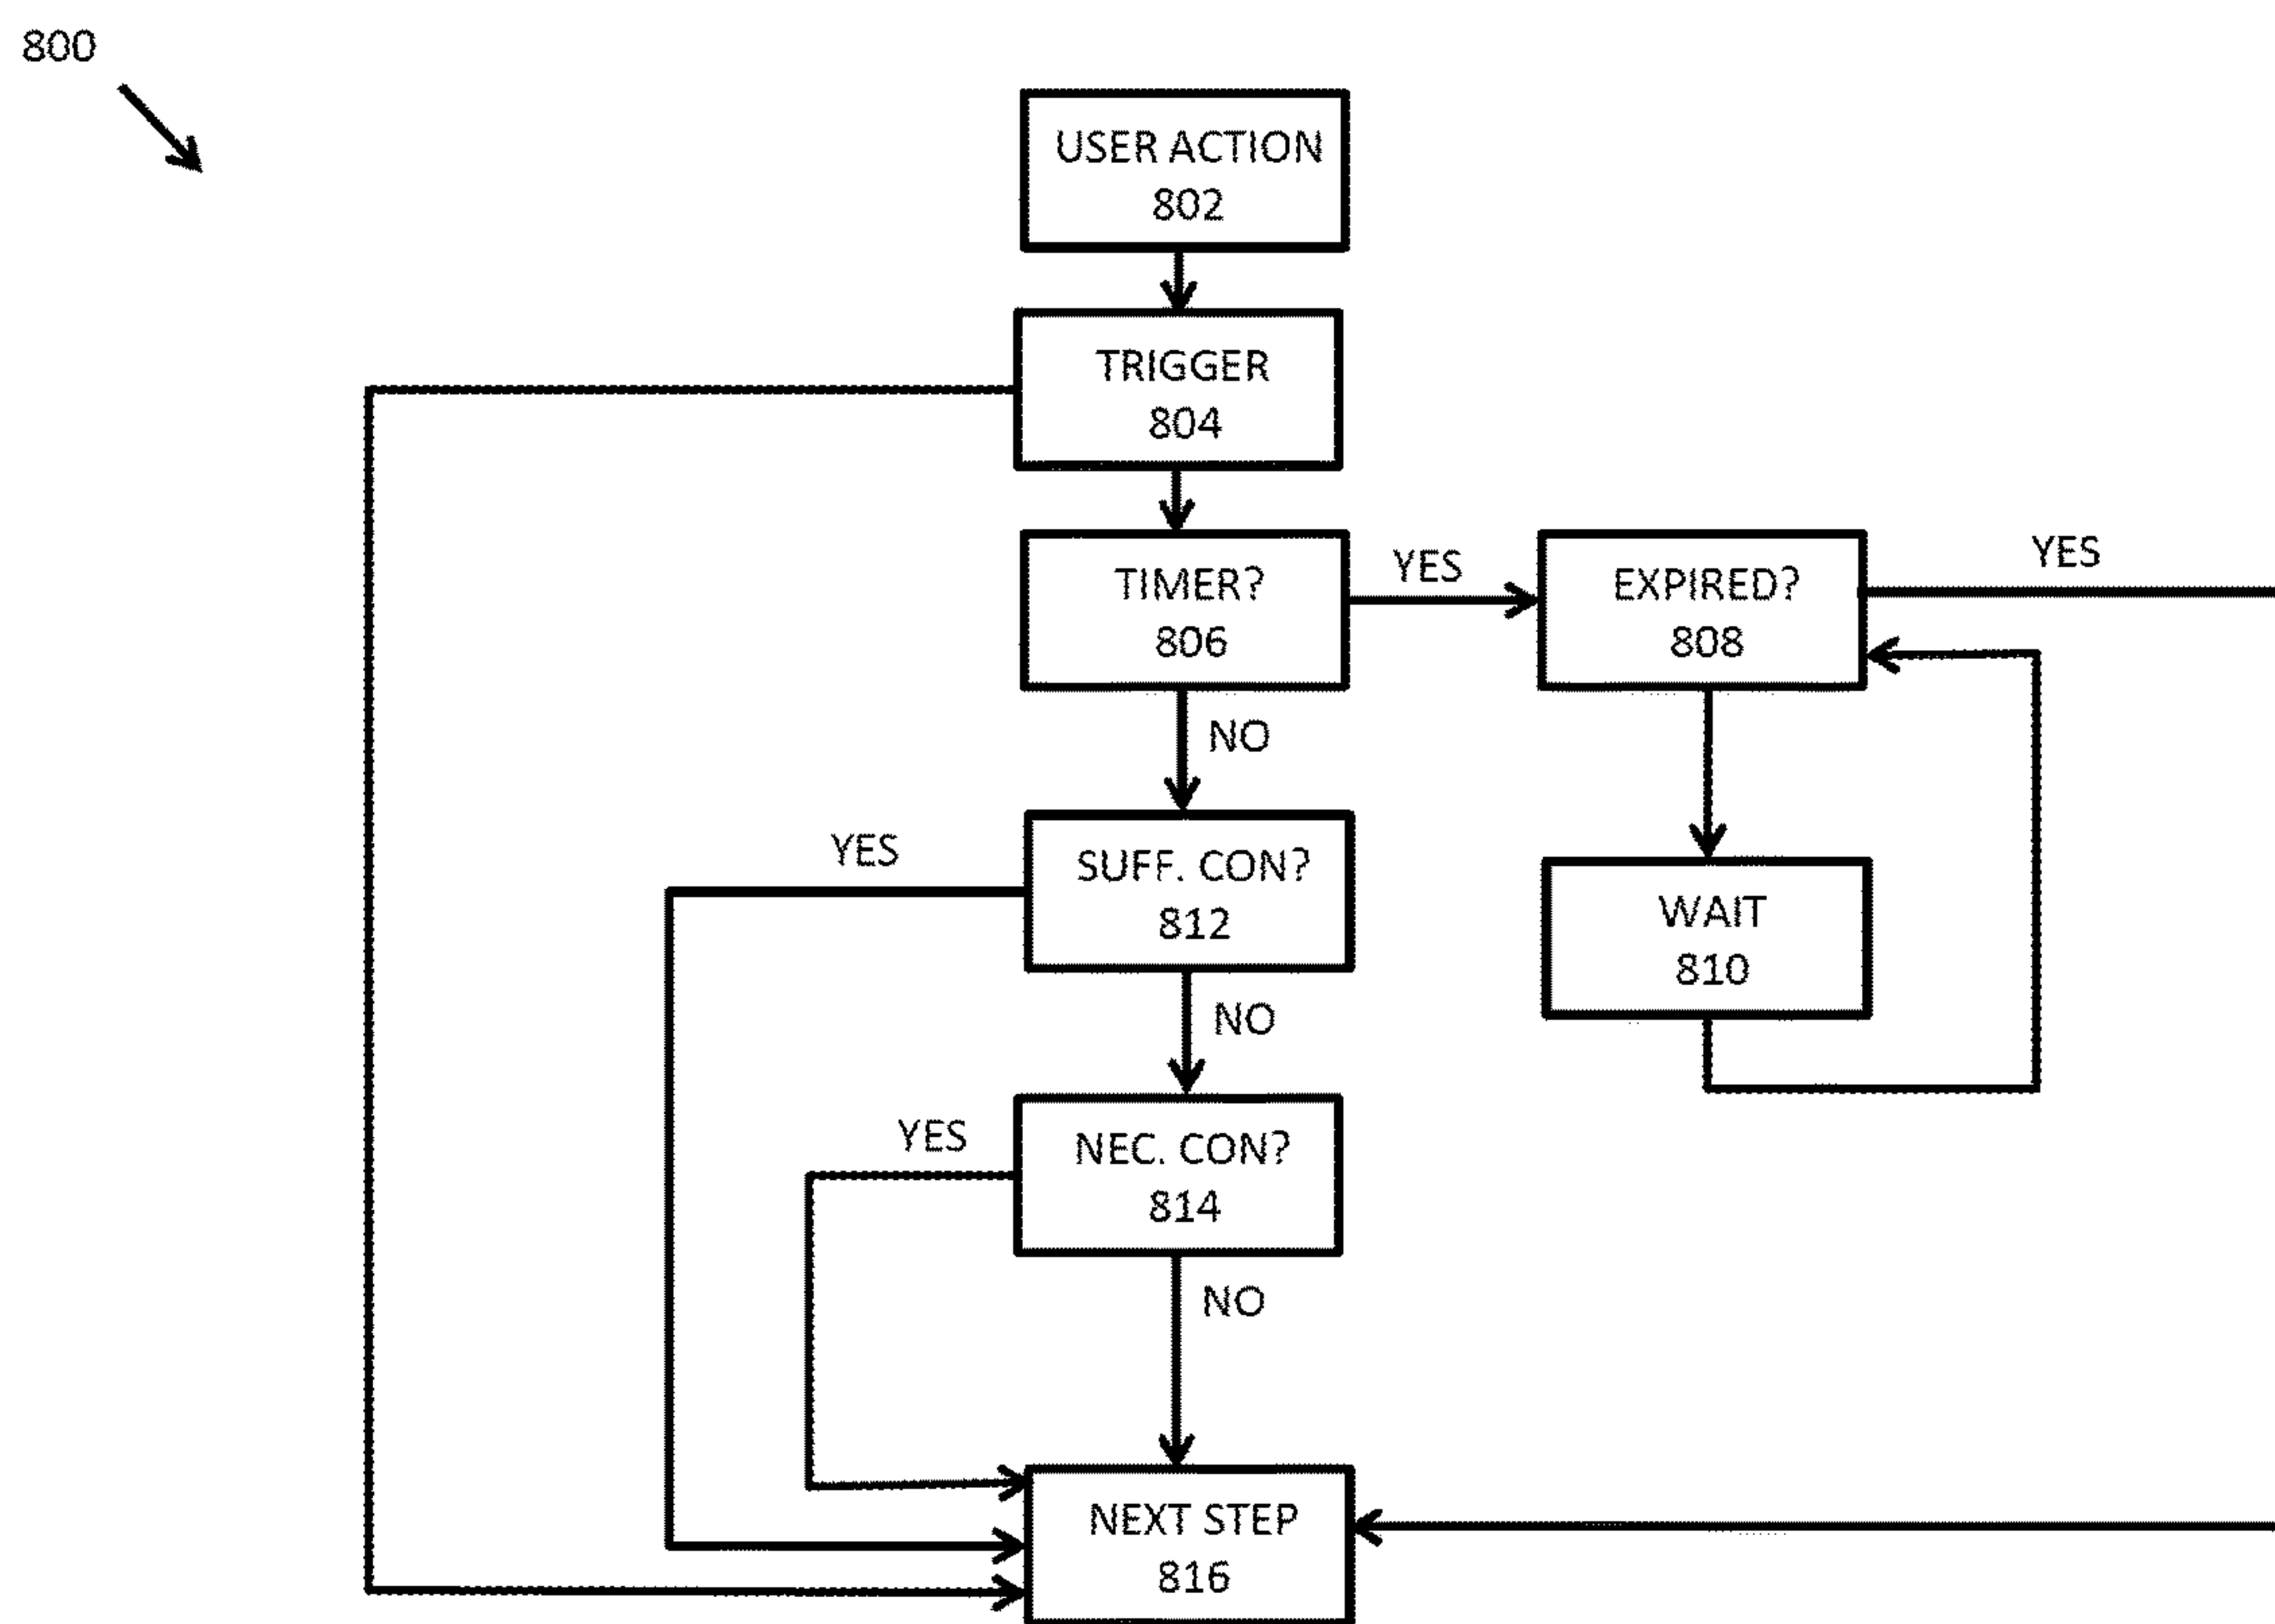 800
USER ACTION
802
TRIGGER
804
TIMER?
806
YES
EXPIRED?
808
YES
NO
SUFF. CON?
812
YES
WAIT
810
NO
NEC. CON?
814
YES
NO
NEXT STEP
816